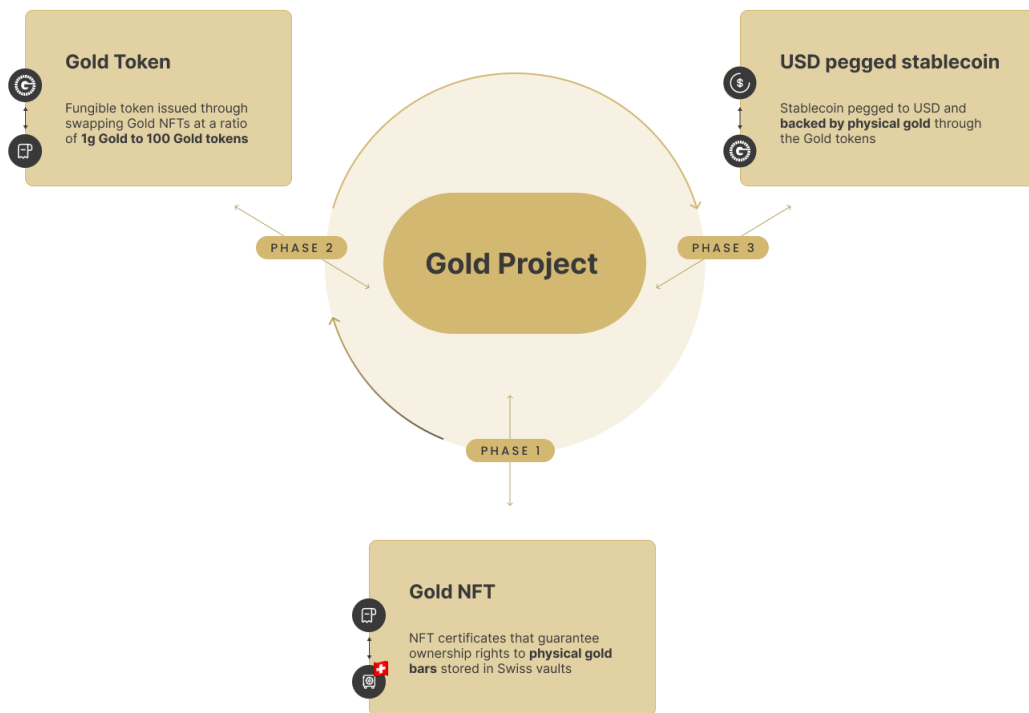 Gold Token
Fungible token issued through
swapping Gold NFTs at a ratio
of 1g Gold to 100 Gold tokens
USD pegged stablecoin
Stablecoin pegged to USD and
backed by physical gold through
the Gold tokens
PHASE 2
Gold Project
PHASE 3
PHASE 1
Gold NFT
NFT certificates that guarantee
ownership rights to physical gold
bars stored in Swiss vaults